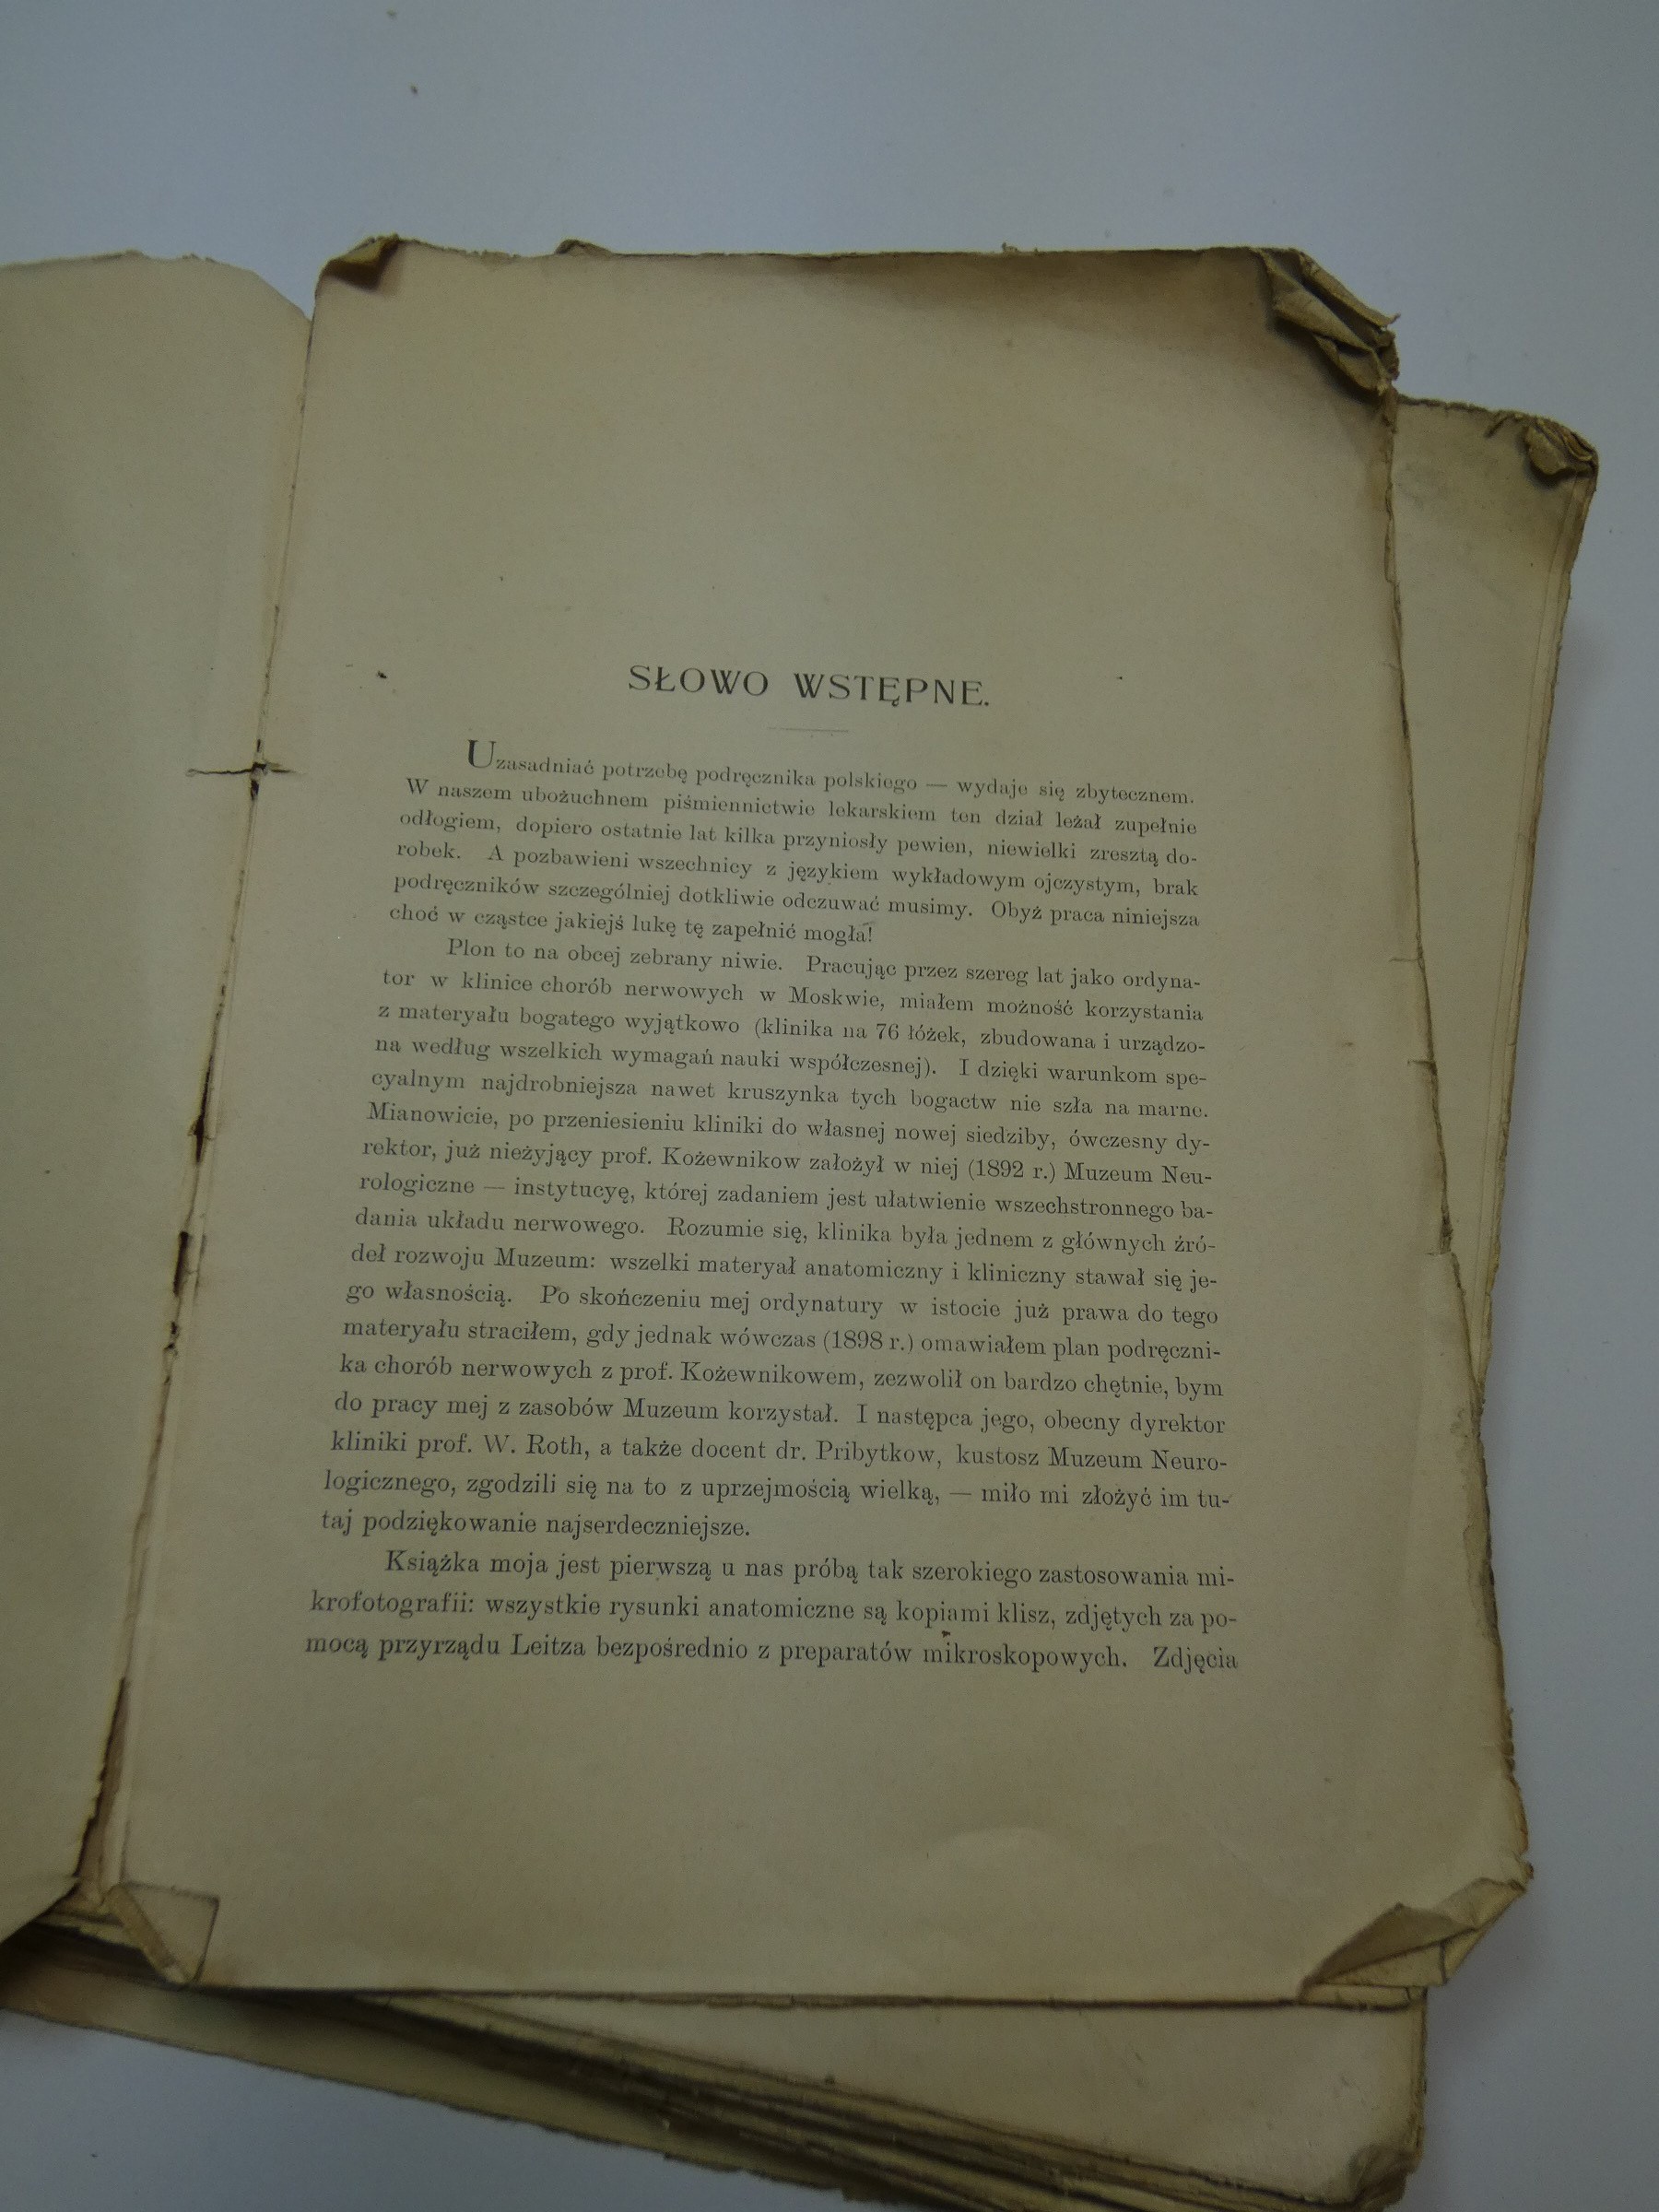 SŁOWO WSTĘPNE.
Uzasadniać potrzebę podręcznika polskiego — wydaje się zbytecznem.
W naszem ubożuchnem piśmiennictwie lekarskiem ten dział leżał zupełnie
odłogiem, dopiero ostatnie lat kilka przyniosły pewien, niewielki zresztą do-
robek. A pozbawieni wszechnicy z językiem wykładowym ojczystym, brak
podręczników szczególniej dotkliwie odczuwać musimy. Obyż praca niniejsza
choć w cząstce jakiejś lukę tę zapełnić mogła!
Plon to na obcej zebrany niwie. Pracując przez szereg lat jako ordyna-
tor w klinice chorób nerwowych w Moskwie, miałem możność korzystania
z materyału bogatego wyjątkowo (klinika na 76 łóżek, zbudowana i urządzo-
na według wszelkich wymagań nauki współczesnej). I dzięki warunkom spe-
cyalnym najdrobniejsza nawet kruszynka tych bogactw nie szła na marne.
Mianowicie, po przeniesieniu kliniki do własnej nowej siedziby, ówczesny dy-
rektor, już nieżyjący prof. Kożewnikow założył w niej (1892 r.) Muzeum Neu-
rologiczne — instytucyę, której zadaniem jest ułatwienie wszechstronnego ba-
dania układu nerwowego. Rozumie się, klinika była jednem z głównych źró-
deł rozwoju Muzeum: wszelki materyał anatomiczny i kliniczny stawał się je-
go własnością. Po skończeniu mej ordynatury w istocie już prawa do tego
materyału straciłem, gdy jednak wówczas (1898 r.) omawiałem plan podręczni-
ka chorób nerwowych z prof. Kożewnikowem, zezwolił on bardzo chętnie, bym
do pracy mej z zasobów Muzeum korzystał. I następca jego, obecny dyrektor
kliniki prof. W. Roth, a także docent dr. Pribytkow, kustosz Muzeum Neuro-
logicznego, zgodzili się na to z uprzejmością wielką, — miło mi złożyć im tu-
taj podziękowanie najserdeczniejsze.
Książka moja jest pierwszą u nas próbą tak szerokiego zastosowania mi-
krofotografii: wszystkie rysunki anatomiczne są kopiami klisz, zdjętych za po-
mocą przyrządu Leitza bezpośrednio z preparatów mikroskopowych. Zdjęcia